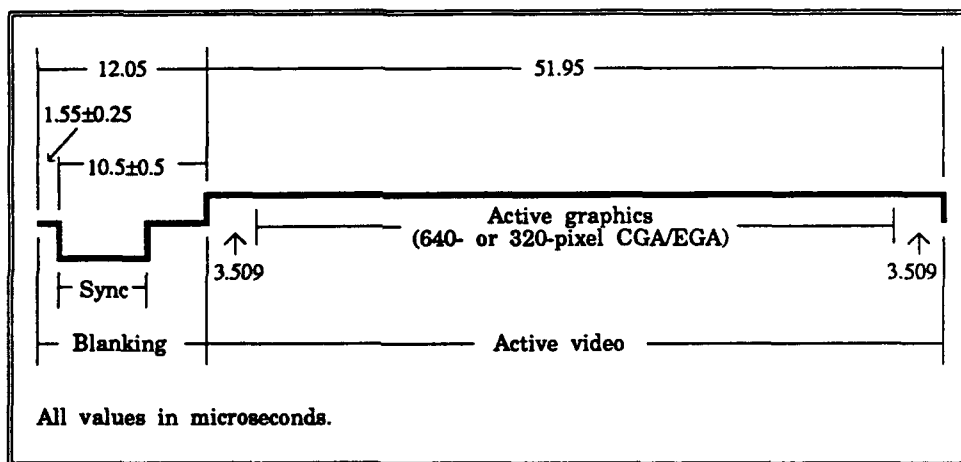 12.05
51.95
1.55±0.25
10.5±0.5
Active graphics
(640- or 320-pixel CGA/EGA)
3.509
3.509
Sync
Blanking
Active video
All values in microseconds.